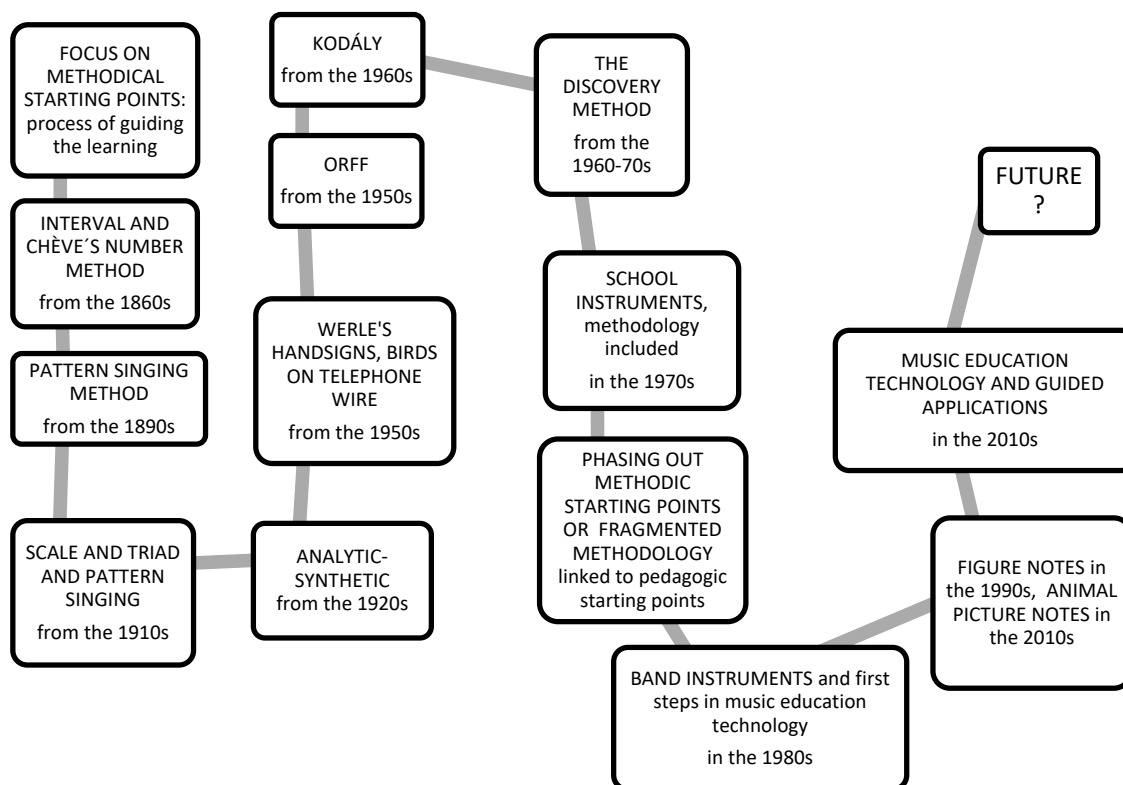 FOCUS ON
METHODICAL
STARTING POINTS:
process of guiding
the learning
INTERVAL AND
CHÈVE´S NUMBER
METHOD
from the 1860s
PATTERN SINGING
METHOD
from the 1890s
SCALE AND TRIAD
AND PATTERN
SINGING
from the 1910s
ANALYTIC-
SYNTHETIC
from the 1920s
WERLE'S
HANDSIGNS, BIRDS
ON TELEPHONE
WIRE
from the 1950s
ORFF
from the 1950s
KODÁLY
from the 1960s
THE
DISCOVERY
METHOD
from the
1960-70s
SCHOOL
INSTRUMENTS,
methodology
included
in the 1970s
PHASING OUT
METHODIC
STARTING POINTS
OR FRAGMENTED
METHODOLOGY
linked to pedagogic
starting points
BAND INSTRUMENTS and first
steps in music education
technology
in the 1980s
FIGURE NOTES in
the 1990s, ANIMAL
PICTURE NOTES in
the 2010s
MUSIC EDUCATION
TECHNOLOGY AND GUIDED
APPLICATIONS
in the 2010s
FUTURE
?